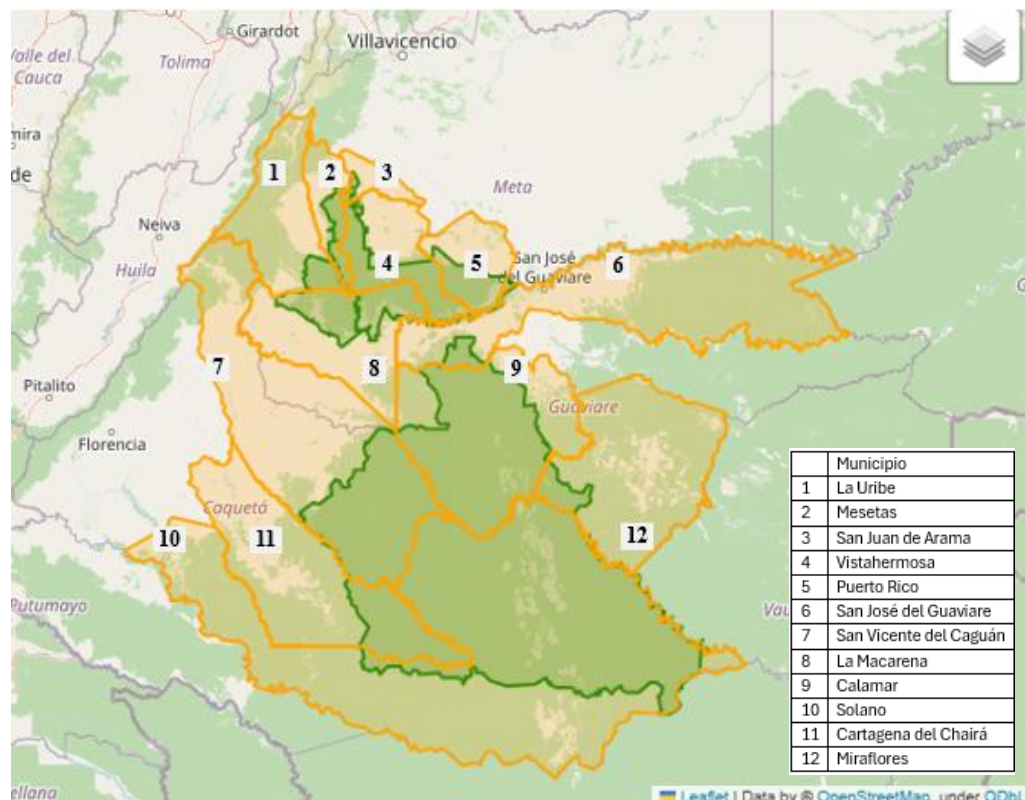 Girardot
Villavicencio
Valle del
Cauca
Tolima
mira
de
1
2
3
Meta
Neiva
Huila
4
5
San José
del Guaviare
6
7
8
9
Pitalito
Guaviare
Florencia
Caquetá
10
11
12
Putumayo
Vau
ellana
Municipio
1 La Uribe
2 Mesetas
3 San Juan de Arama
4 Vistahermosa
5 Puerto Rico
6 San José del Guaviare
7 San Vicente del Caguán
8 La Macarena
9 Calamar
10 Solano
11 Cartagena del Chairá
12 Miraflores
Leaflet | Data by © OpenStreetMap, under ODbL